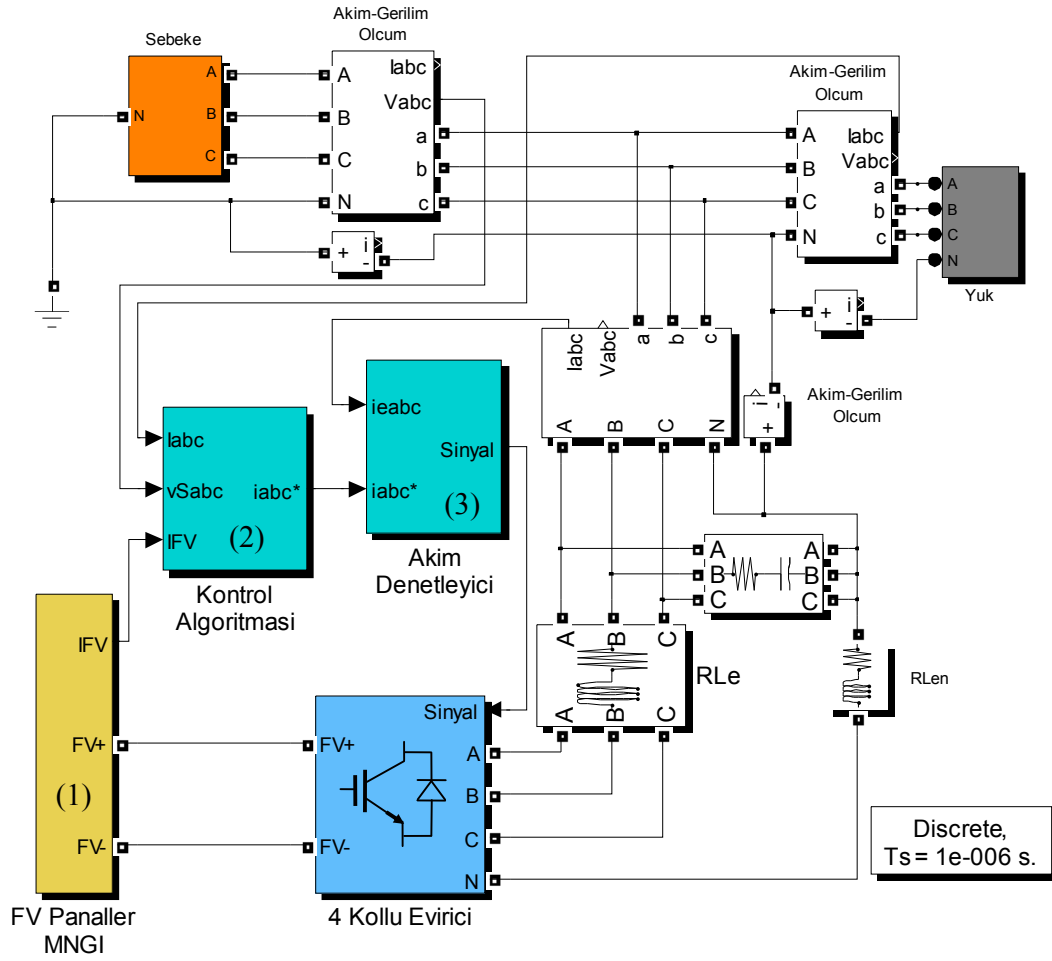 Akim-Gerilim
Olcum
Sebeke
A
B
C
N
A
B
C
N
Iabc
Vabc
a
b
c
Akim-Gerilim
Olcum
A
B
C
N
Iabc
Vabc
a
b
c
A
B
C
N
Yuk
+ i -
+ i -
Iabc
Vabc
a
b
c
A
B
C
N
i
-
+
Akim-Gerilim
Olcum
Iabc
vSabc
IFV
iabc*
(2)
Kontrol
Algoritmasi
ieabc
iabc*
Sinyal
(3)
Akim
Denetleyici
A
B
C
A
B
C
A
B
C
A
B
C
RLe
RLen
IFV
FV+
(1)
FV-
FV Panaller
MNGI
Sinyal
FV+
FV-
A
B
C
N
4 Kollu Evirici
Discrete,
Ts = 1e-006 s.